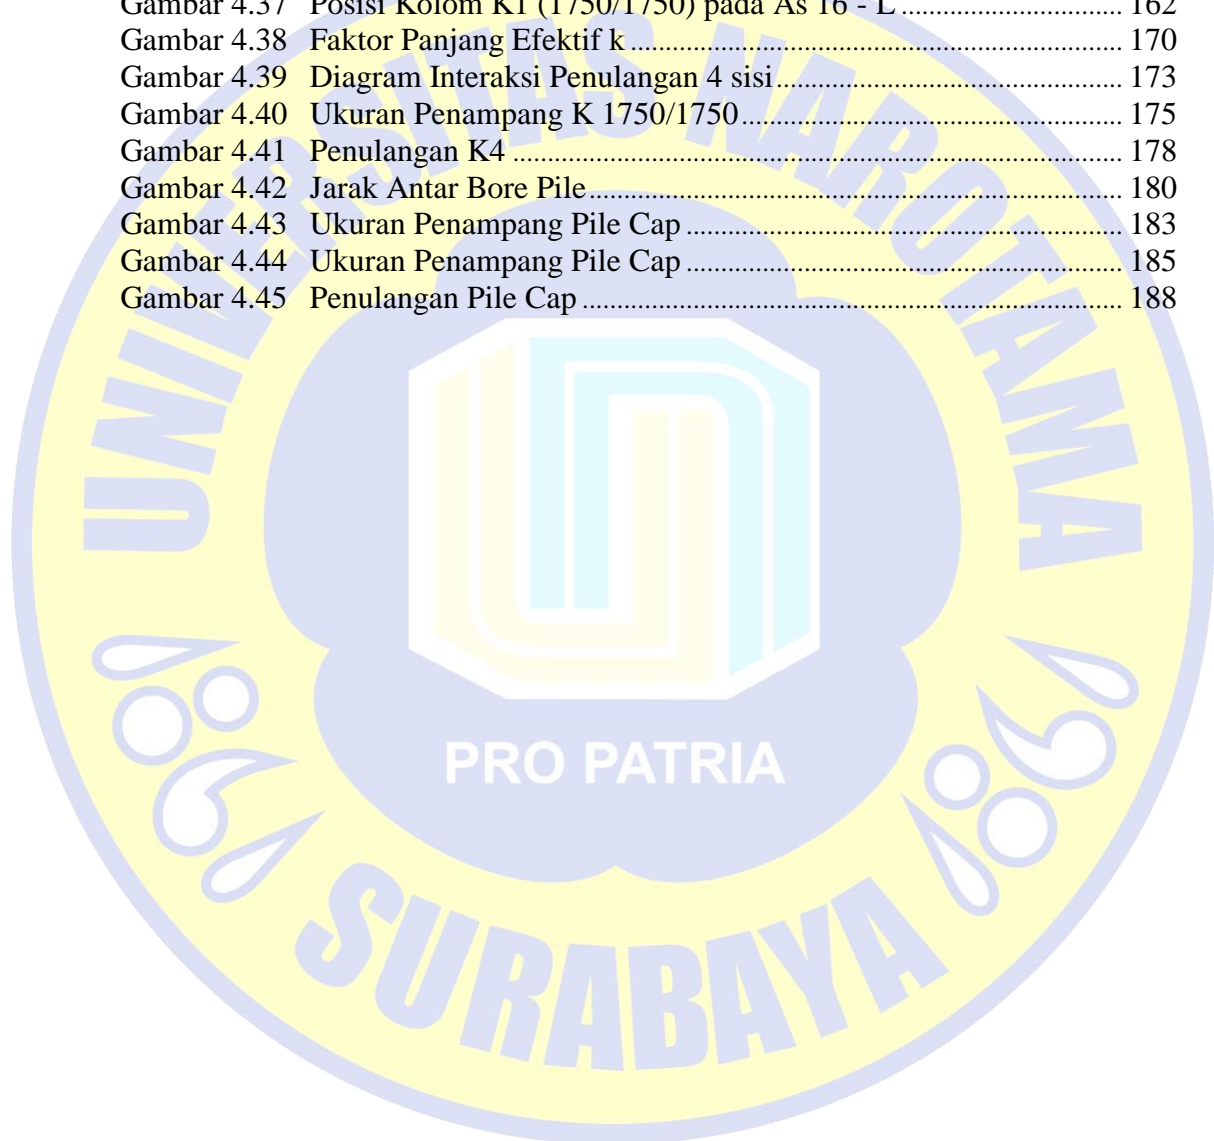 Gambar 4.37 Posisi Kolom K1 (1750/1750) pada As 16 - L ............................ 162
Gambar 4.38 Faktor Panjang Efektif k .............................................................. 170
Gambar 4.39 Diagram Interaksi Penulangan 4 sisi ........................................... 173
Gambar 4.40 Ukuran Penampang K 1750/1750 ................................................ 175
Gambar 4.41 Penulangan K4 ............................................................................. 178
Gambar 4.42 Jarak Antar Bore Pile ................................................................... 180
Gambar 4.43 Ukuran Penampang Pile Cap ....................................................... 183
Gambar 4.44 Ukuran Penampang Pile Cap ....................................................... 185
Gambar 4.45 Penulangan Pile Cap .................................................................... 188
UNIVERSITAS NAROTAMA
PRO PATRIA
SURABAYA